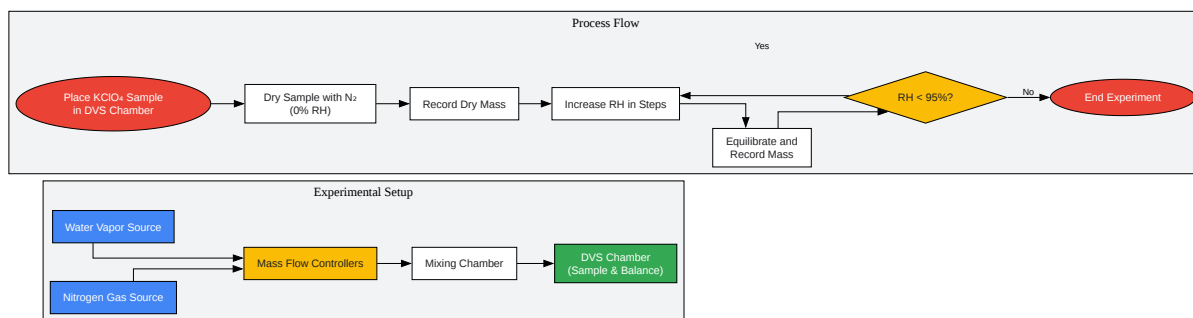 Process Flow
Yes
Place KClO₄ Sample
in DVS Chamber
Dry Sample with N₂
(0% RH)
Record Dry Mass
Increase RH in Steps
Equilibrate and
Record Mass
RH < 95%?
No
End Experiment
Experimental Setup
Water Vapor Source
Nitrogen Gas Source
Mass Flow Controllers
Mixing Chamber
DVS Chamber
(Sample & Balance)